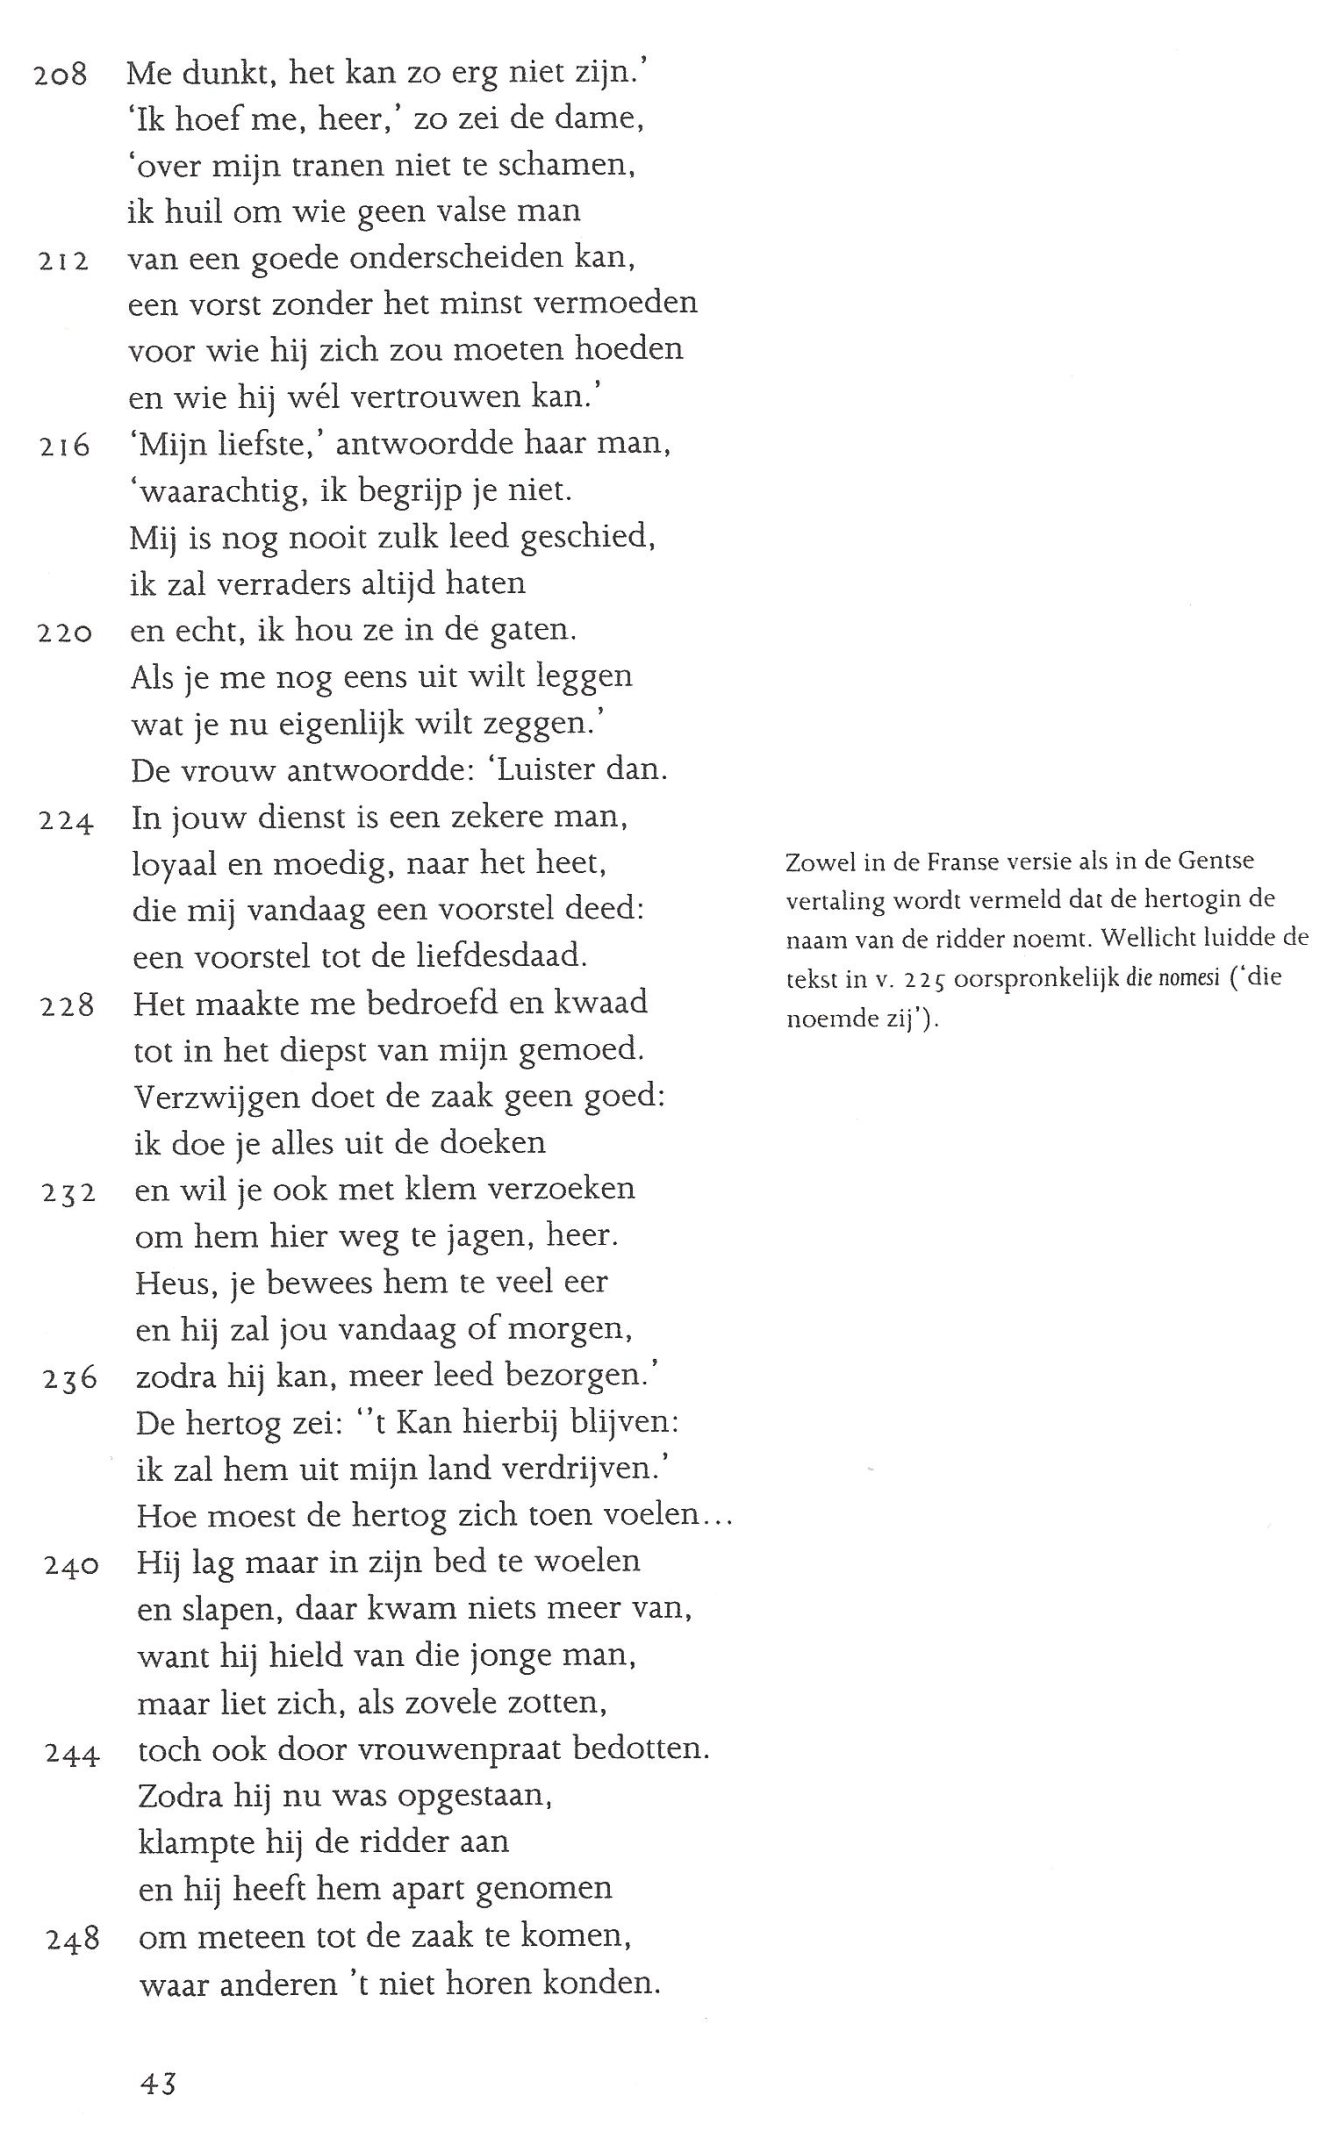 208 Me dunkt, het kan zo erg niet zijn.’
‘Ik hoef me, heer,’ zo zei de dame,
‘over mijn tranen niet te schamen,
ik huil om wie geen valse man
212 van een goede onderscheiden kan,
een vorst zonder het minst vermoeden
voor wie hij zich zou moeten hoeden
en wie hij wél vertrouwen kan.’
216 ‘Mijn liefste,’ antwoordde haar man,
‘waarachtig, ik begrijp je niet.
Mij is nog nooit zulk leed geschied,
ik zal verraders altijd haten
220 en echt, ik hou ze in de gaten.
Als je me nog eens uit wilt leggen
wat je nu eigenlijk wilt zeggen.’
De vrouw antwoordde: ‘Luister dan.
224 In jouw dienst is een zekere man,
loyaal en moedig, naar het heet,
die mij vandaag een voorstel deed:
een voorstel tot de liefdesdaad.
228 Het maakte me bedroefd en kwaad
tot in het diepst van mijn gemoed.
Verzwijgen doet de zaak geen goed:
ik doe je alles uit de doeken
232 en wil je ook met klem verzoeken
om hem hier weg te jagen, heer.
Heus, je bewees hem te veel eer
en hij zal jou vandaag of morgen,
236 zodra hij kan, meer leed bezorgen.’
De hertog zei: ‘’t Kan hierbij blijven:
ik zal hem uit mijn land verdrijven.’
Hoe moest de hertog zich toen voelen...
240 Hij lag maar in zijn bed te woelen
en slapen, daar kwam niets meer van,
want hij hield van die jonge man,
maar liet zich, als zovele zotten,
244 toch ook door vrouwenpraat bedotten.
Zodra hij nu was opgestaan,
klampte hij de ridder aan
en hij heeft hem apart genomen
248 om meteen tot de zaak te komen,
waar anderen ’t niet horen konden.
Zowel in de Franse versie als in de Gentse
vertaling wordt vermeld dat de hertogin de
naam van de ridder noemt. Wellicht luidde de
tekst in v. 225 oorspronkelijk die nomesi (‘die
noemde zij’).
43